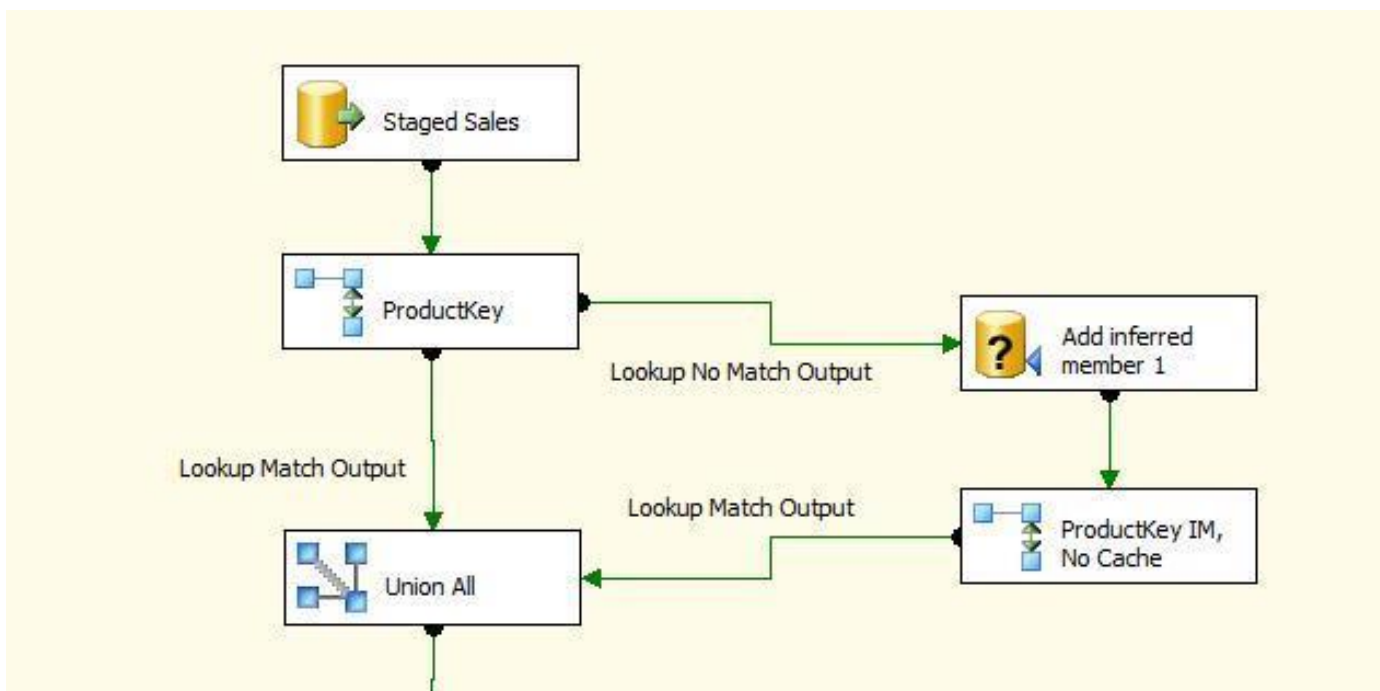 Staged Sales
ProductKey
Add inferred
member 1
Lookup No Match Output
Lookup Match Output
Lookup Match Output
ProductKey IM,
No Cache
Union All